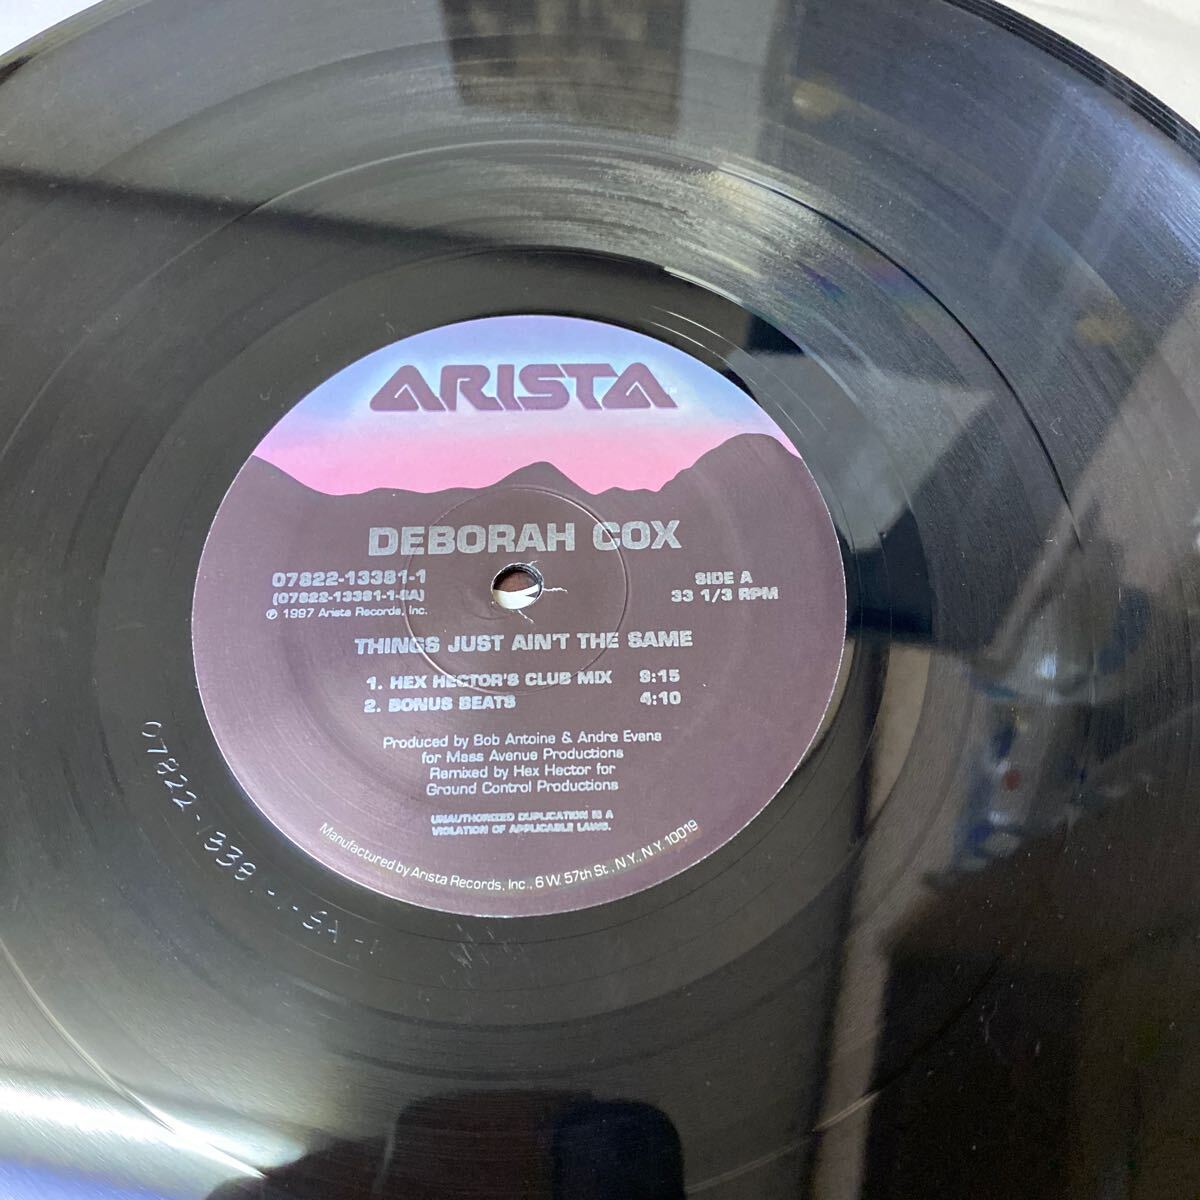 ARISTA™
DEBORAH COX
07822-13381-1
(07822-13381-1-SA)
℗ 1997 Arista Records, Inc.
SIDE A
33 1/3 RPM
THINGS JUST AIN'T THE SAME
1. HEX HECTOR'S CLUB MIX 8:15
2. BONUS BEATS 4:10
Produced by Bob Antoine & Andre Evans
for Mass Avenue Productions
Remixed by Hex Hector for
Ground Control Productions
UNAUTHORIZED DUPLICATION IS A
VIOLATION OF APPLICABLE LAWS.
Manufactured by Arista Records, Inc., 6 W. 57th St., N.Y., N.Y. 10019